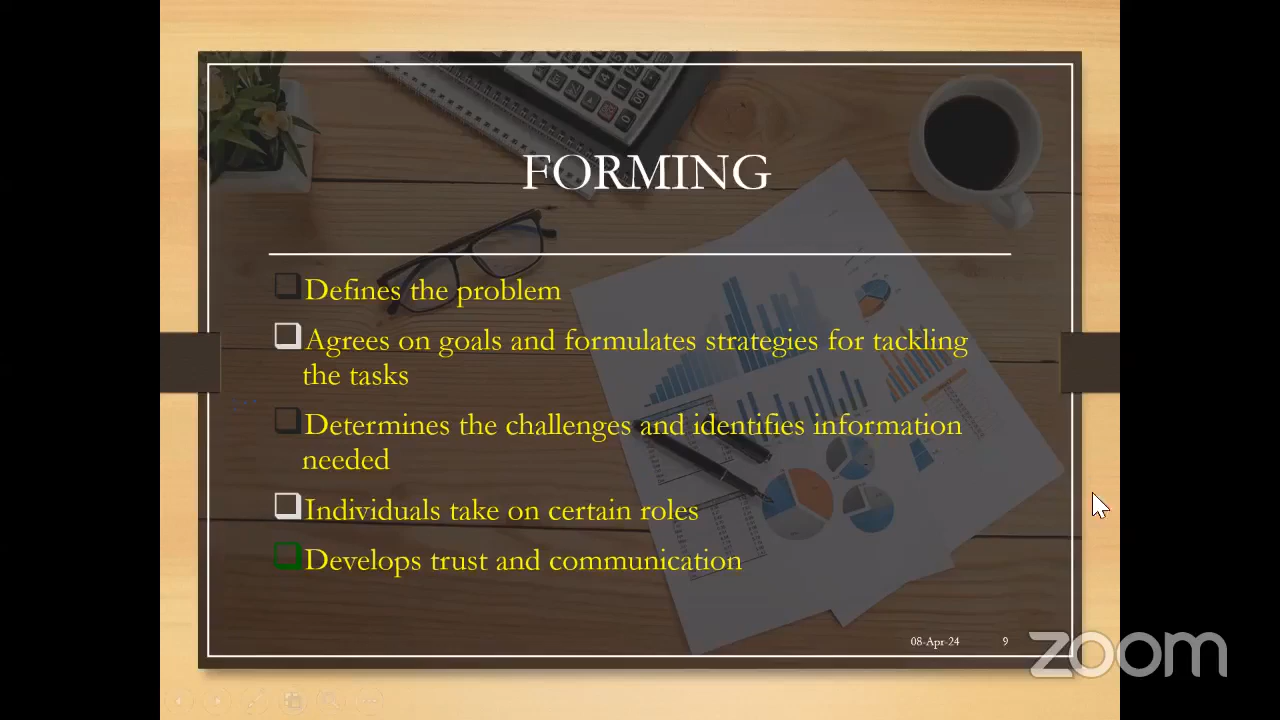 FORMING
Defines the problem
Agrees on goals and formulates strategies for tackling
the tasks
Determines the challenges and identifies information
needed
Individuals take on certain roles
Develops trust and communication
08-Apr-24 9
zoom